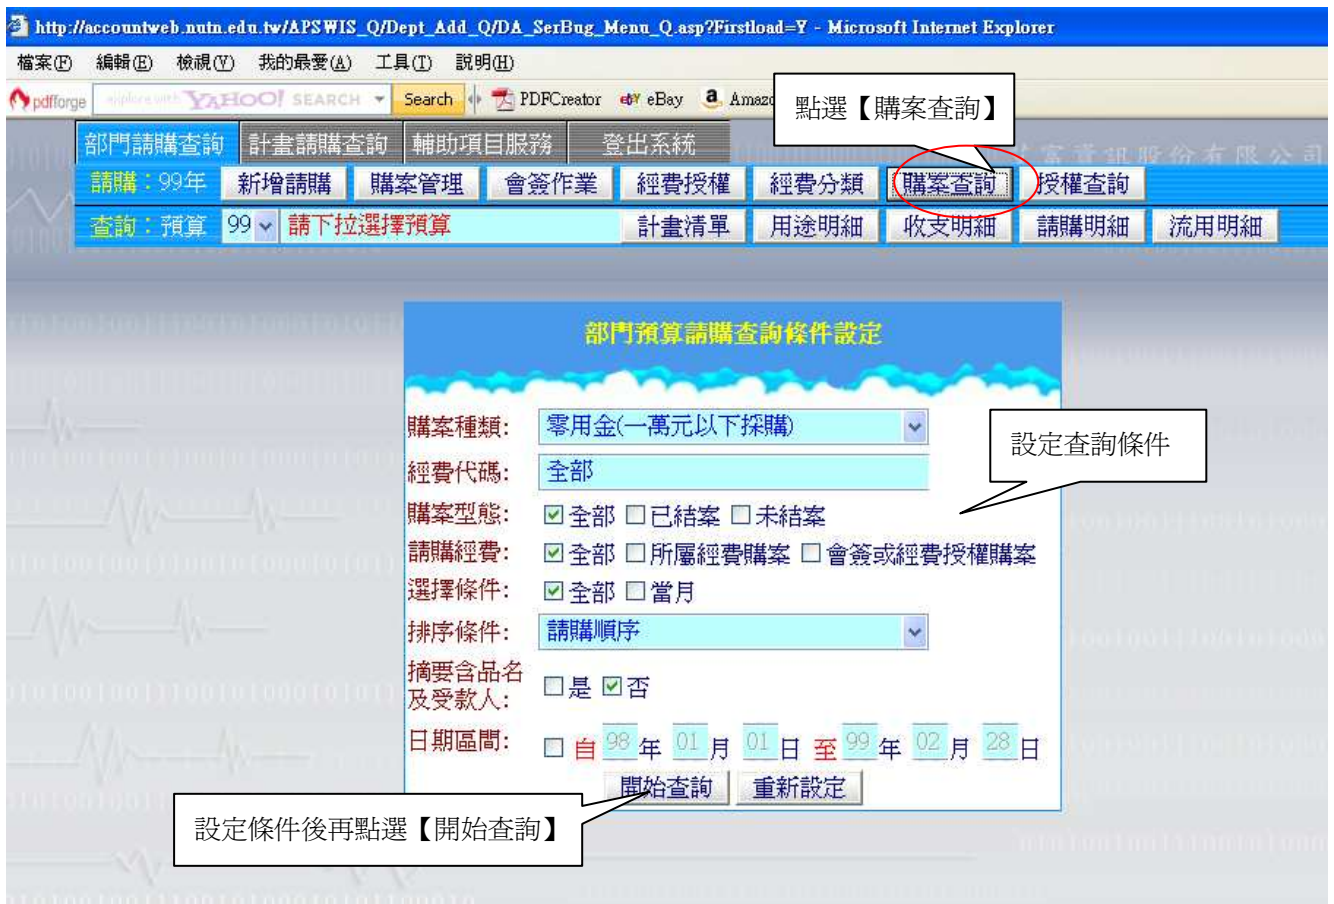 http://accountweb.nutn.edu.tw/APSWIS_Q/Dept_Add_Q/DA_SerBug_Menu_Q.asp?Firstload=Y - Microsoft Internet Explorer
檔案(F) 編輯(E) 檢視(V) 我的最愛(A) 工具(T) 說明(H)
pdfforge YAHOO! SEARCH Search PDFCreator eBay Amazo
點選【購案查詢】
部門請購查詢 計畫請購查詢 輔助項目服務 登出系統
富資訊股份有限公司
請購：99年 新增請購 購案管理 會簽作業 經費授權 經費分類 購案查詢 授權查詢
查詢：預算 99 請下拉選擇預算 計畫清單 用途明細 收支明細 請購明細 流用明細
部門預算請購查詢條件設定
購案種類: 零用金(一萬元以下採購)
設定查詢條件
經費代碼: 全部
購案型態: 全部 已結案 未結案
請購經費: 全部 所屬經費購案 會簽或經費授權購案
選擇條件: 全部 當月
排序條件: 請購順序
摘要含品名
及受款人: 是 否
日期區間: 自 98 年 01 月 01 日 至 99 年 02 月 28 日
開始查詢 重新設定
設定條件後再點選【開始查詢】